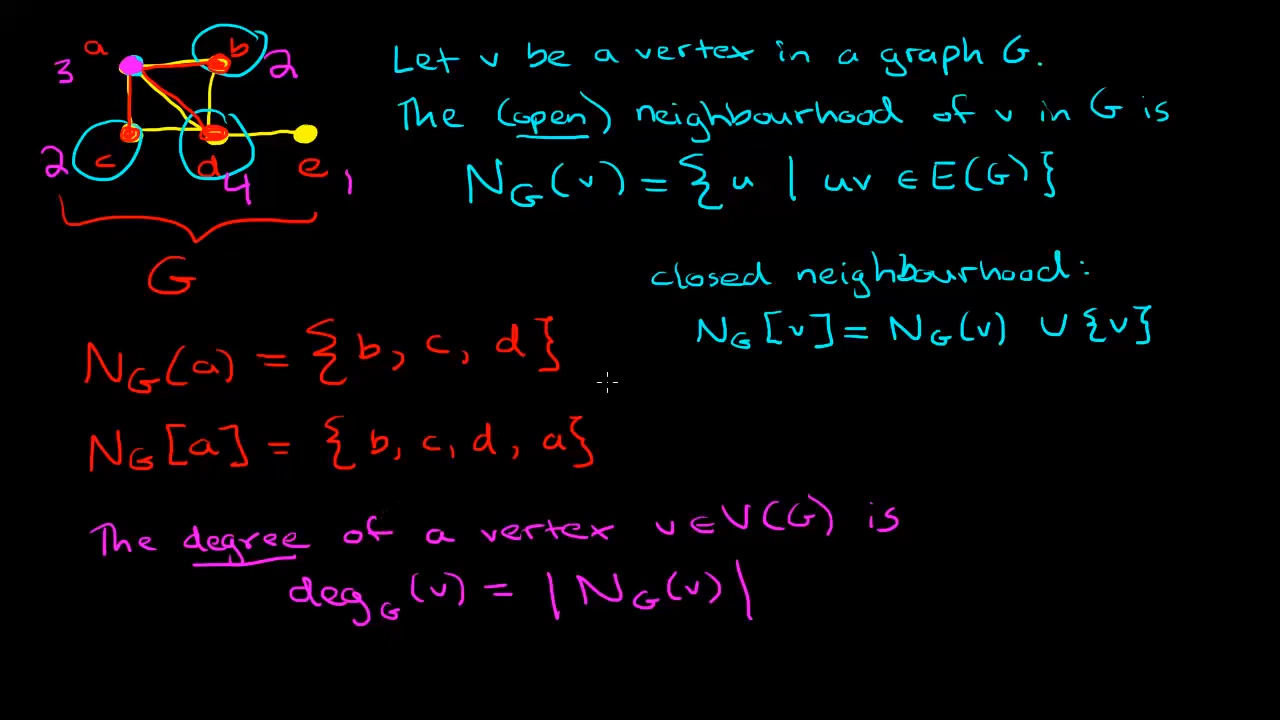 a
b
3
2
c
d
e
2
4
1
G
Let v be a vertex in a graph G.
The (open) neighbourhood of v in G is
N_G(v) = {u | uv ∈ E(G)}
closed neighbourhood:
N_G[v] = N_G(v) ∪ {v}
N_G(a) = {b, c, d}
N_G[a] = {b, c, d, a}
The degree of a vertex v ∈ V(G) is
deg_G(v) = |N_G(v)|